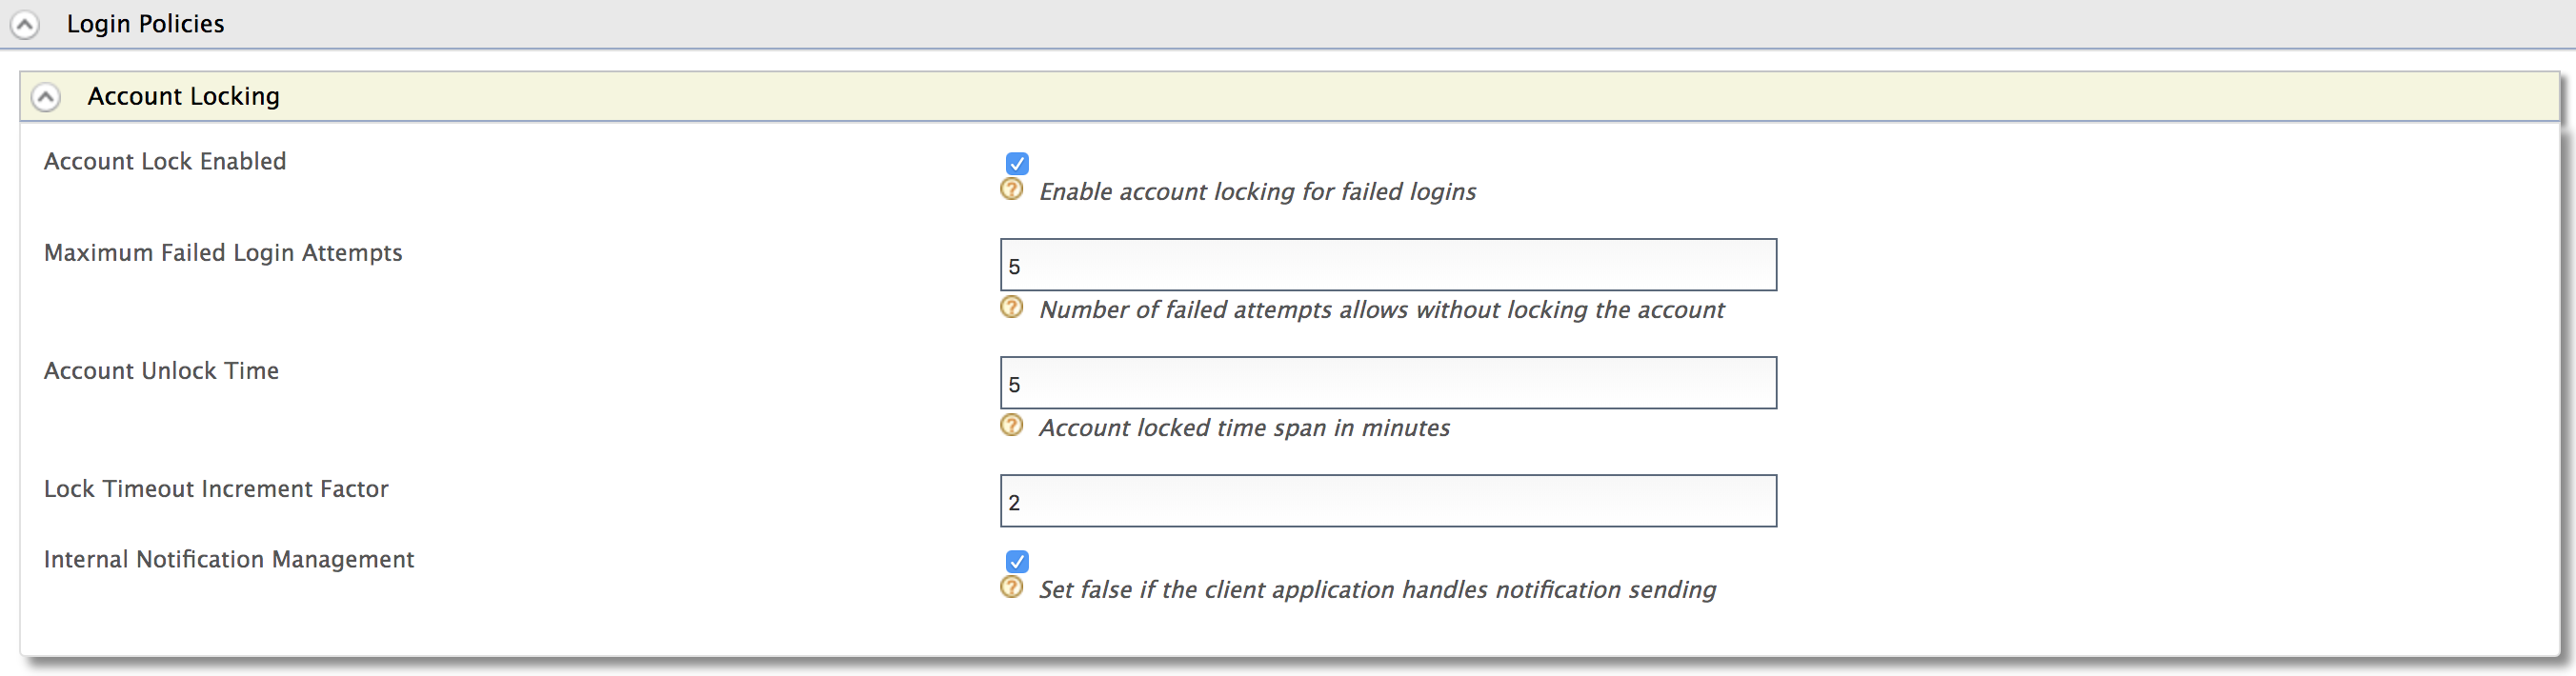 Login Policies
Account Locking
Account Lock Enabled
Enable account locking for failed logins
Maximum Failed Login Attempts
5
Number of failed attempts allows without locking the account
Account Unlock Time
5
Account locked time span in minutes
Lock Timeout Increment Factor
2
Internal Notification Management
Set false if the client application handles notification sending